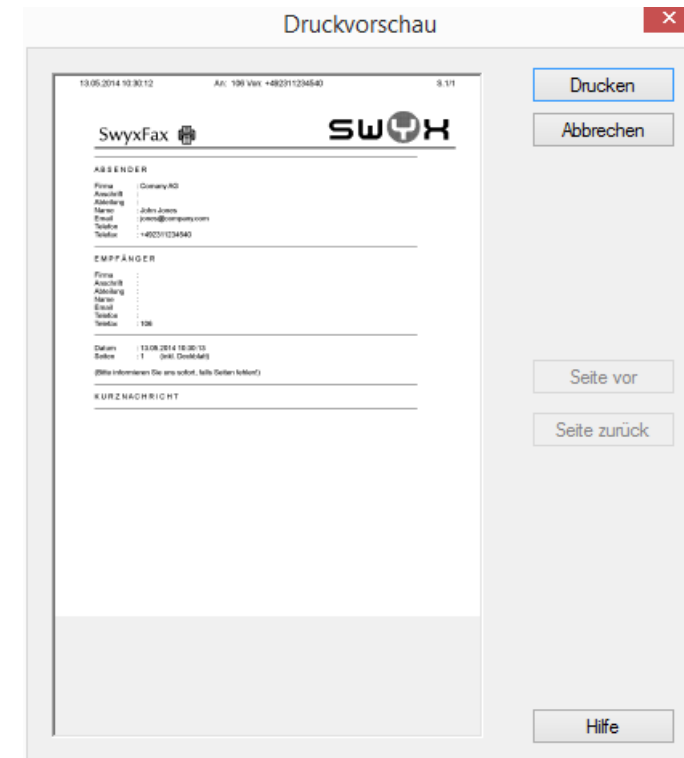 Druckvorschau
13.05.2014 10:30:12 An: 106 Von: +492311234540 S.1/1
SwyxFax swyx
ABSENDER
Firma : Comany AG
Anschrift :
Abteilung :
Name : John Jones
Email : jones@company.com
Telefon :
Telefax : +492311234540
EMPFÄNGER
Firma :
Anschrift :
Abteilung :
Name :
Email :
Telefon :
Telefax : 106
Datum : 13.05.2014 10:30:13
Seiten : 1 (inkl. Deckblatt)
(Bitte informieren Sie uns sofort, falls Seiten fehlen!)
KURZNACHRICHT
Drucken
Abbrechen
Seite vor
Seite zurück
Hilfe